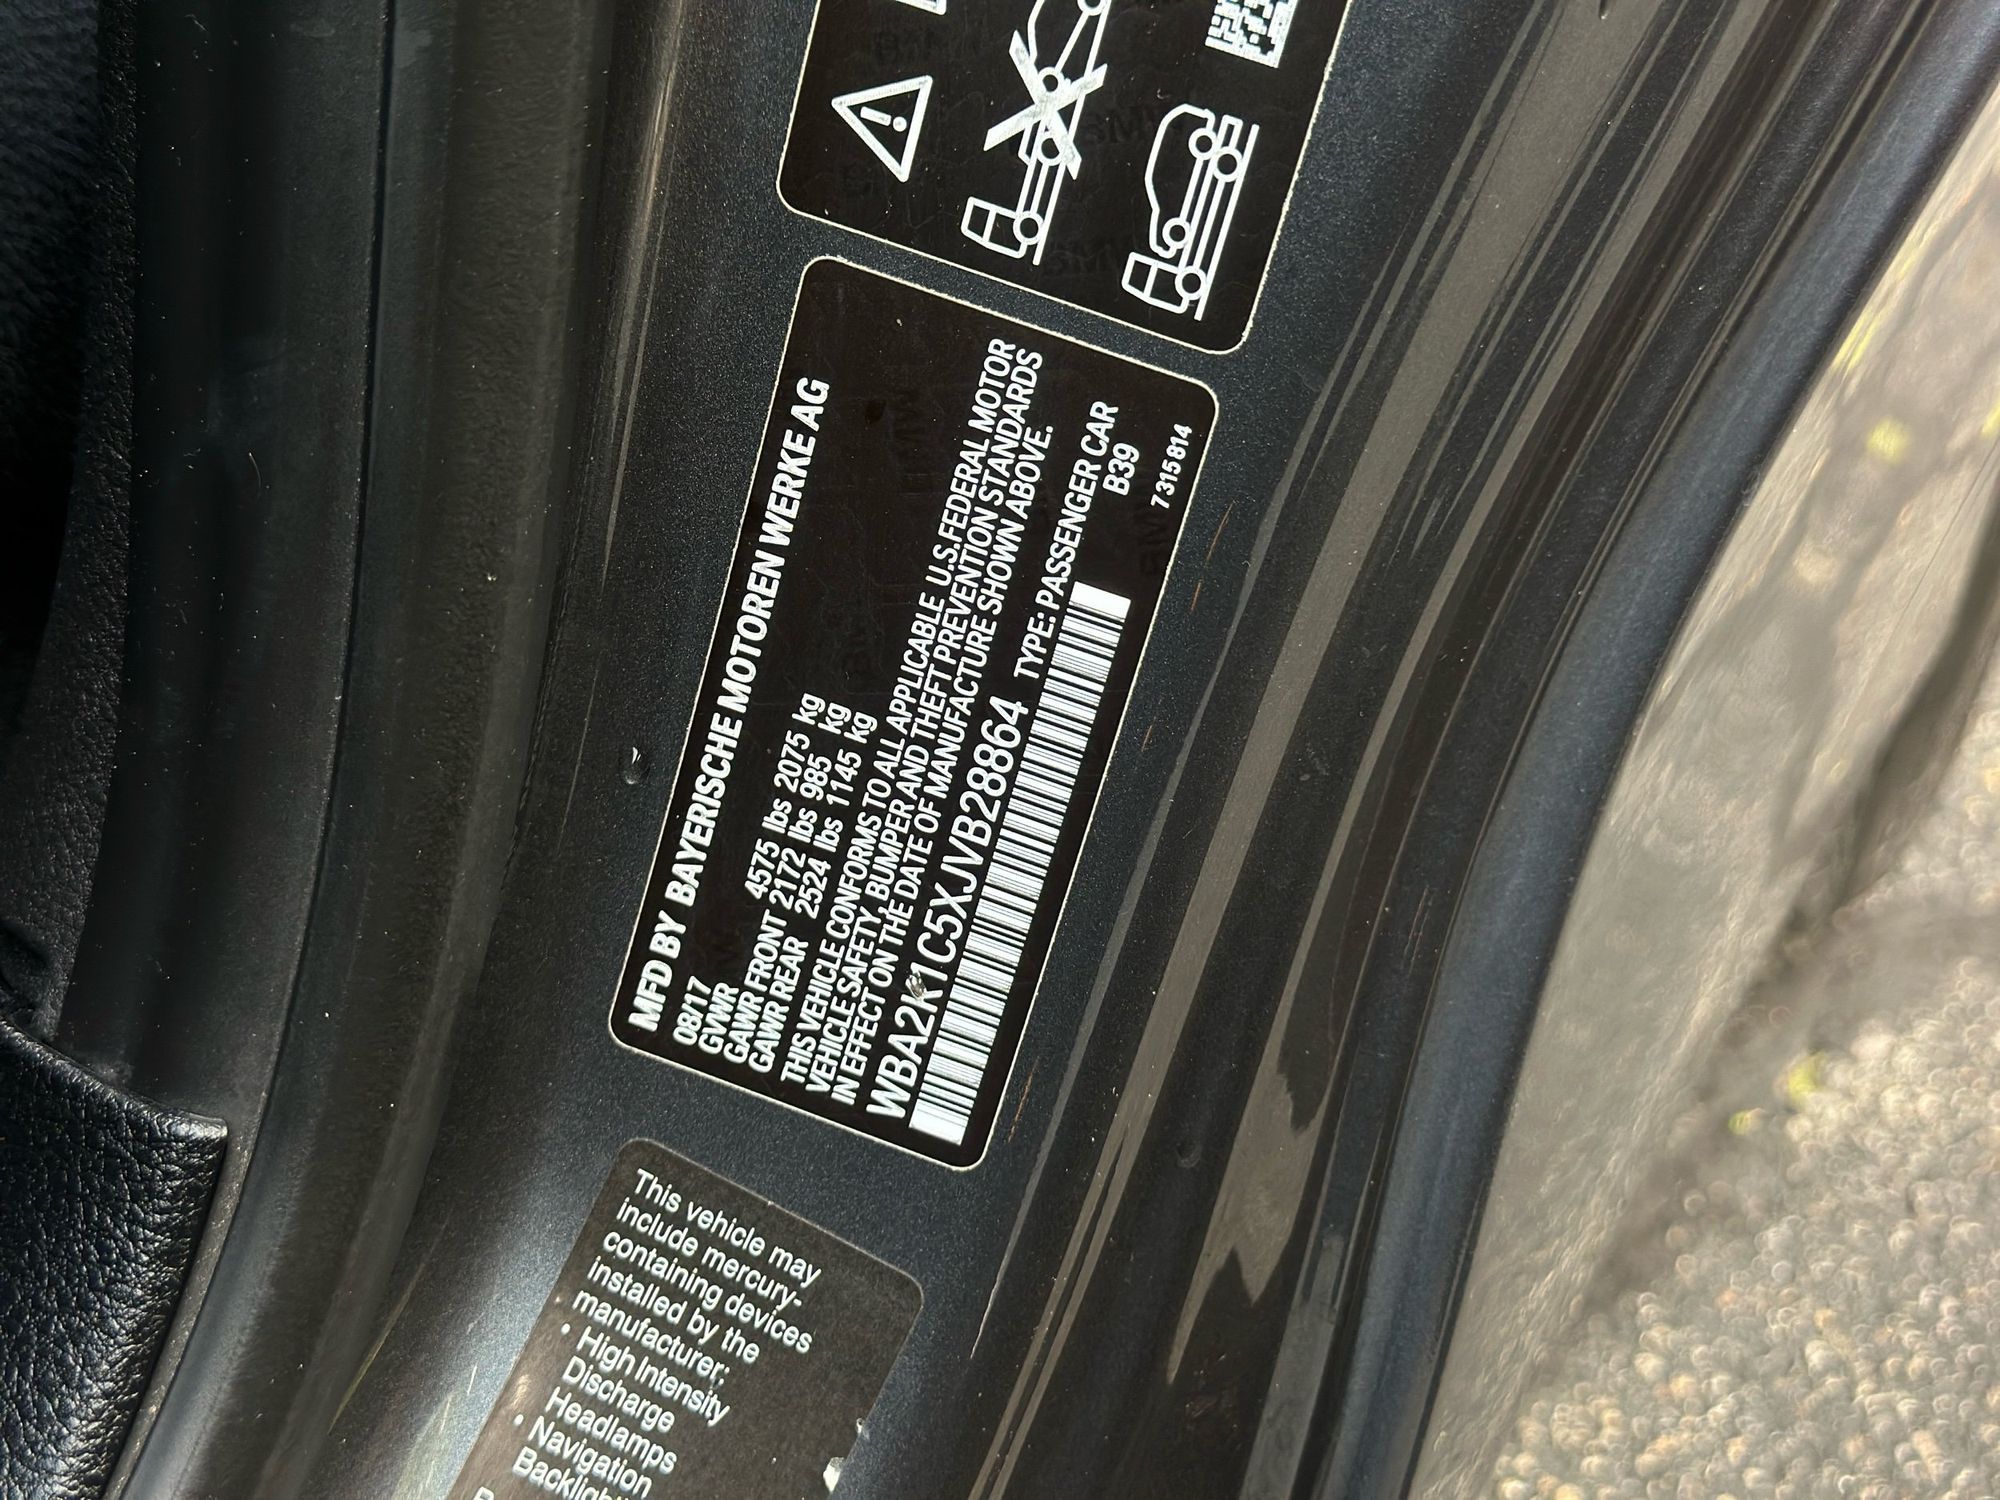 MFD BY BAYERISCHE MOTOREN WERKE AG
08/17
GVWR 4575 lbs 2075 kg
GAWR FRONT 2172 lbs 985 kg
GAWR REAR 2524 lbs 1145 kg
THIS VEHICLE CONFORMS TO ALL APPLICABLE U.S.FEDERAL MOTOR
VEHICLE SAFETY, BUMPER AND THEFT PREVENTION STANDARDS
IN EFFECT ON THE DATE OF MANUFACTURE SHOWN ABOVE.
WBA2K1C5XJVB28864 TYPE: PASSENGER CAR
B39
7315814
This vehicle may
include mercury-
containing devices
installed by the
manufacturer;
• High Intensity
Discharge
Headlamps
• Navigation